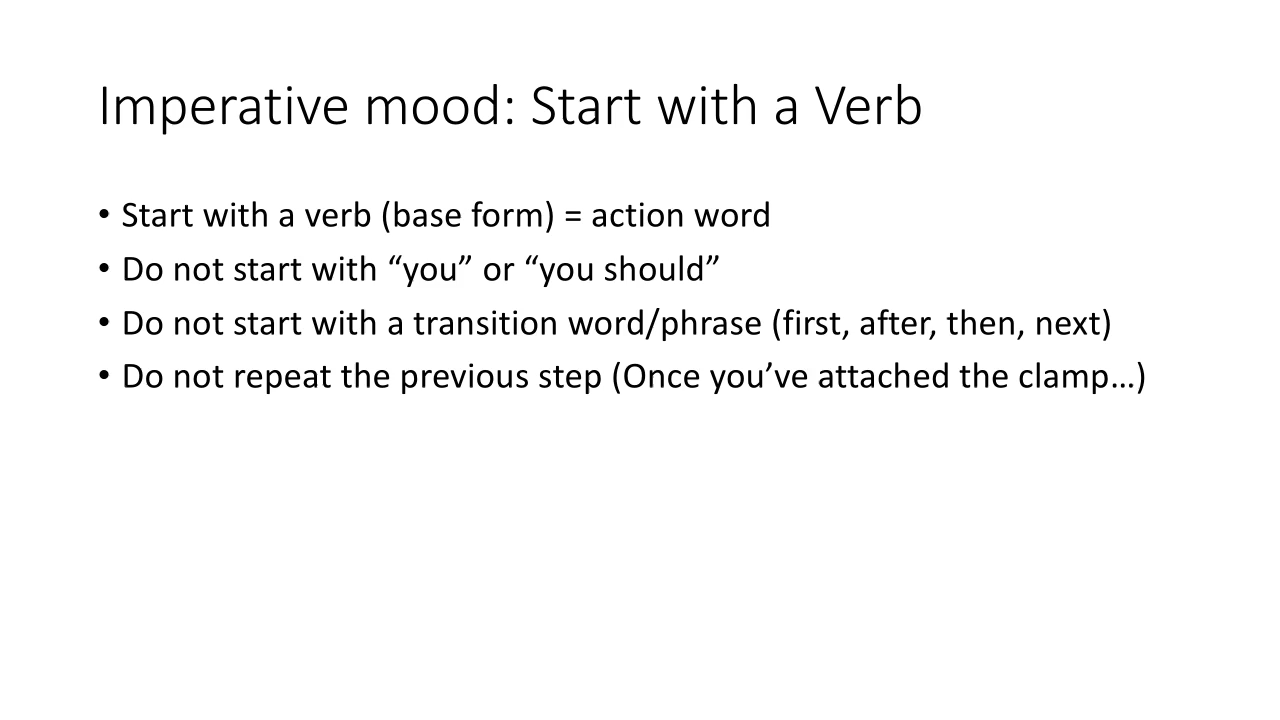 Imperative mood: Start with a Verb
• Start with a verb (base form) = action word
• Do not start with “you” or “you should”
• Do not start with a transition word/phrase (first, after, then, next)
• Do not repeat the previous step (Once you’ve attached the clamp…)